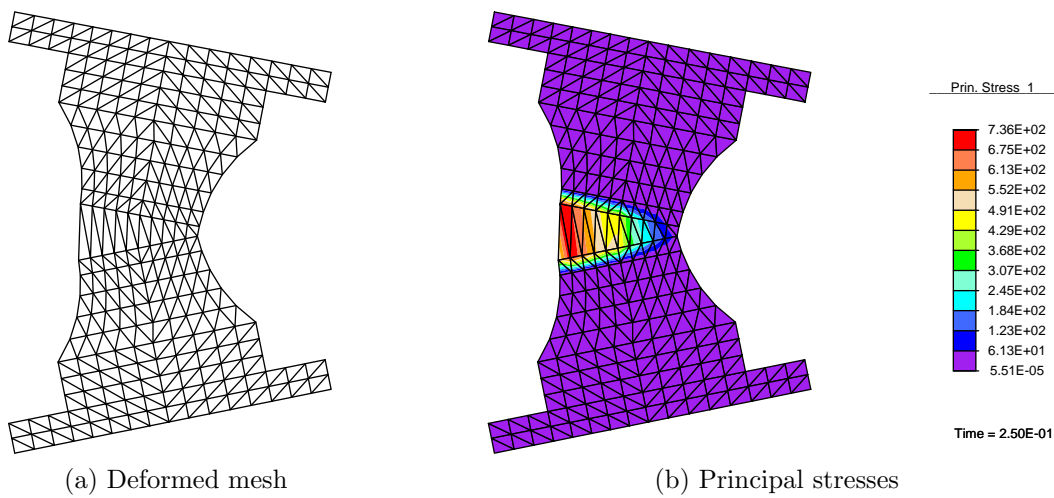 Prin. Stress 1
7.36E+02
6.75E+02
6.13E+02
5.52E+02
4.91E+02
4.29E+02
3.68E+02
3.07E+02
2.45E+02
1.84E+02
1.23E+02
6.13E+01
5.51E-05
Time = 2.50E-01
(a) Deformed mesh
(b) Principal stresses